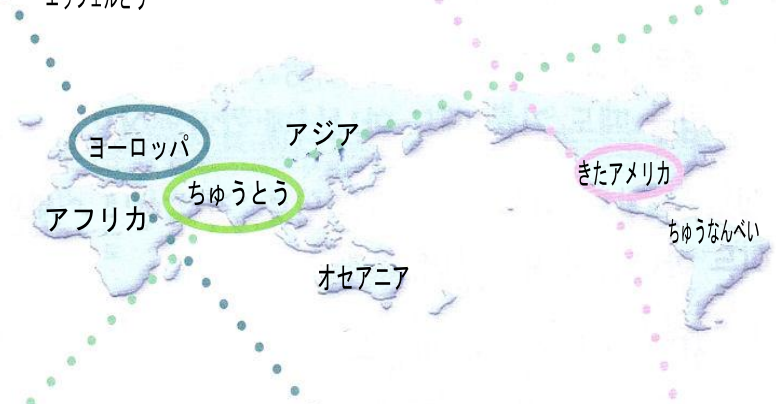 ヨーロッパ
アジア
ちゅうとう
アフリカ
オセアニア
きたアメリカ
ちゅうなんべい